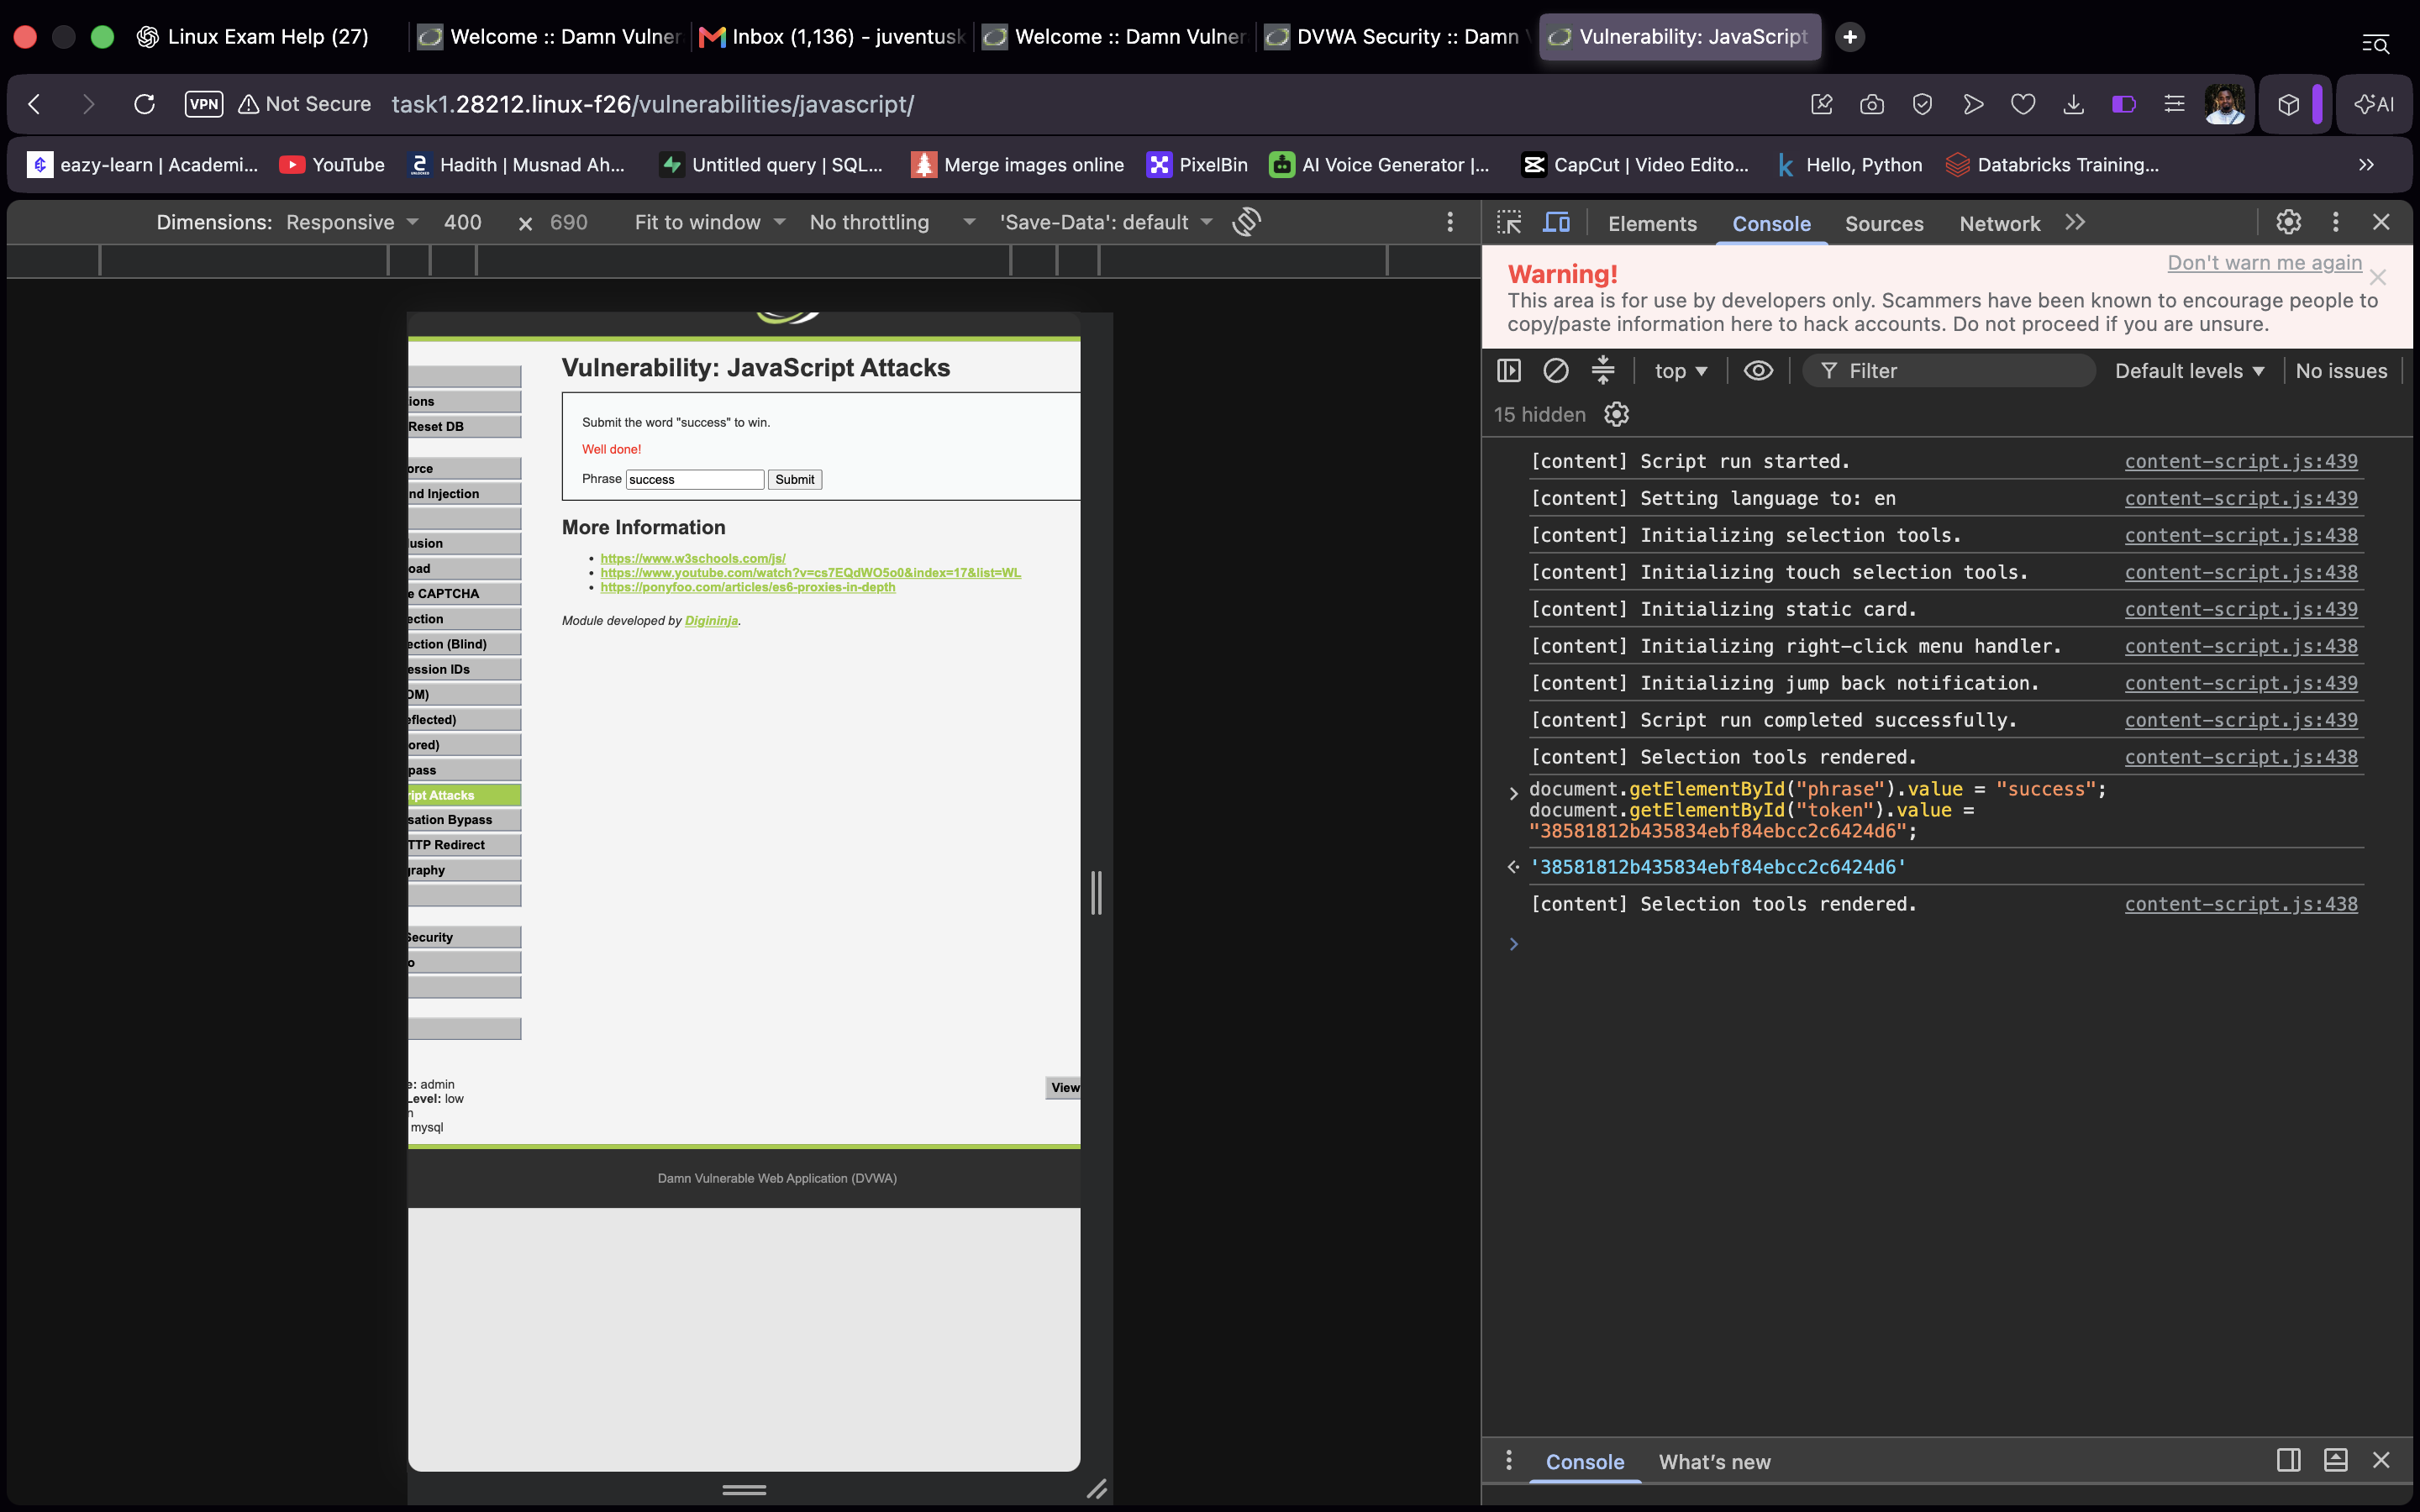 Linux Exam Help (27)
Welcome :: Damn Vulner
Inbox (1,136) - juventusk
Welcome :: Damn Vulner
DVWA Security :: Damn V
Vulnerability: JavaScript
VPN
Not Secure
task1.28212.linux-f26/vulnerabilities/javascript/
AI
eazy-learn | Academi...
YouTube
Hadith | Musnad Ah...
Untitled query | SQL...
Merge images online
PixelBin
AI Voice Generator |...
CapCut | Video Edito...
Hello, Python
Databricks Training...
Dimensions: Responsive 400 × 690 Fit to window No throttling 'Save-Data': default
Vulnerability: JavaScript Attacks
Submit the word "success" to win.
Well done!
Phrase success Submit
More Information
• https://www.w3schools.com/js/
• https://www.youtube.com/watch?v=cs7EQdWO5o0&index=17&list=WL
• https://ponyfoo.com/articles/es6-proxies-in-depth
Module developed by Digininja.
ions
Reset DB
orce
nd Injection
lusion
oad
e CAPTCHA
ection
ection (Blind)
ession IDs
OM)
eflected)
ored)
pass
ript Attacks
sation Bypass
TTP Redirect
graphy
Security
o
e: admin
Level: low
n
mysql
View
Damn Vulnerable Web Application (DVWA)
Elements Console Sources Network
Warning!
Don't warn me again
This area is for use by developers only. Scammers have been known to encourage people to
copy/paste information here to hack accounts. Do not proceed if you are unsure.
top Filter Default levels No issues
15 hidden
[content] Script run started. content-script.js:439
[content] Setting language to: en content-script.js:439
[content] Initializing selection tools. content-script.js:438
[content] Initializing touch selection tools. content-script.js:438
[content] Initializing static card. content-script.js:439
[content] Initializing right-click menu handler. content-script.js:438
[content] Initializing jump back notification. content-script.js:439
[content] Script run completed successfully. content-script.js:439
[content] Selection tools rendered. content-script.js:438
document.getElementById("phrase").value = "success";
document.getElementById("token").value =
"38581812b435834ebf84ebcc2c6424d6";
'38581812b435834ebf84ebcc2c6424d6'
[content] Selection tools rendered. content-script.js:438
Console What's new